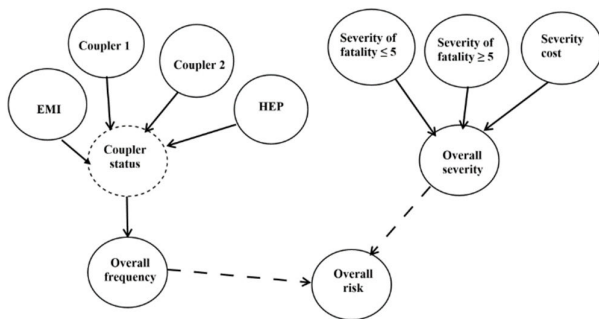 Coupler 1
Coupler 2
EMI
HEP
Coupler
status
Overall
frequency
Severity of
fatality ≤ 5
Severity of
fatality ≥ 5
Severity
cost
Overall
severity
Overall
risk